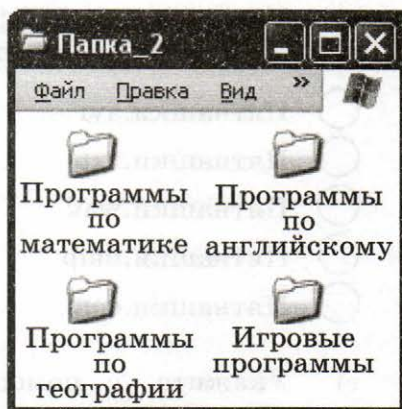 Папка_2
Файл Правка Вид »
Программы
по
математике
Программы
по
английскому
Программы
по
географии
Игровые
программы